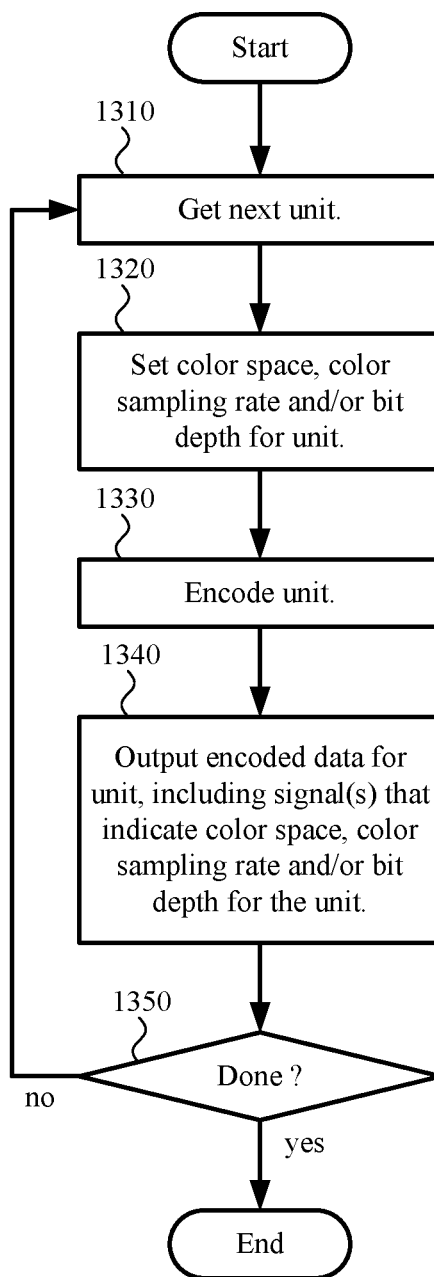 Start
1310
Get next unit.
1320
Set color space, color
sampling rate and/or bit
depth for unit.
1330
Encode unit.
1340
Output encoded data for
unit, including signal(s) that
indicate color space, color
sampling rate and/or bit
depth for the unit.
1350
Done ?
no
yes
End